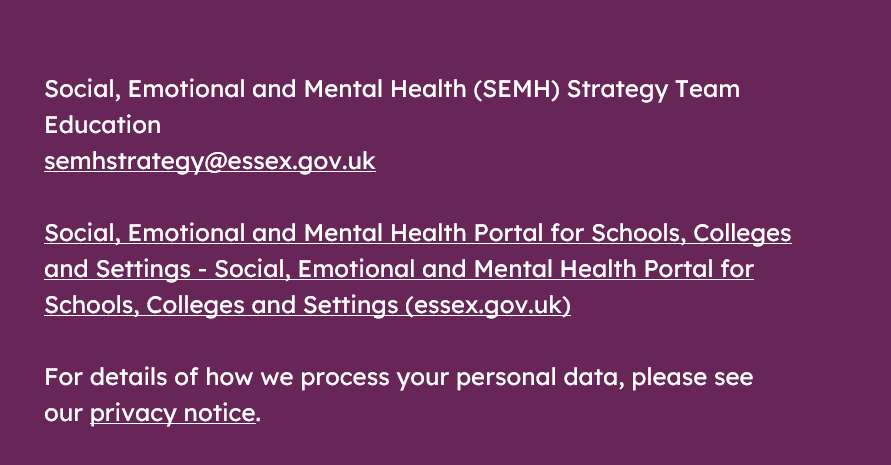 Social, Emotional and Mental Health (SEMH) Strategy Team
Education
semhstrategy@essex.gov.uk
Social, Emotional and Mental Health Portal for Schools, Colleges
and Settings - Social, Emotional and Mental Health Portal for
Schools, Colleges and Settings (essex.gov.uk)
For details of how we process your personal data, please see
our privacy notice.